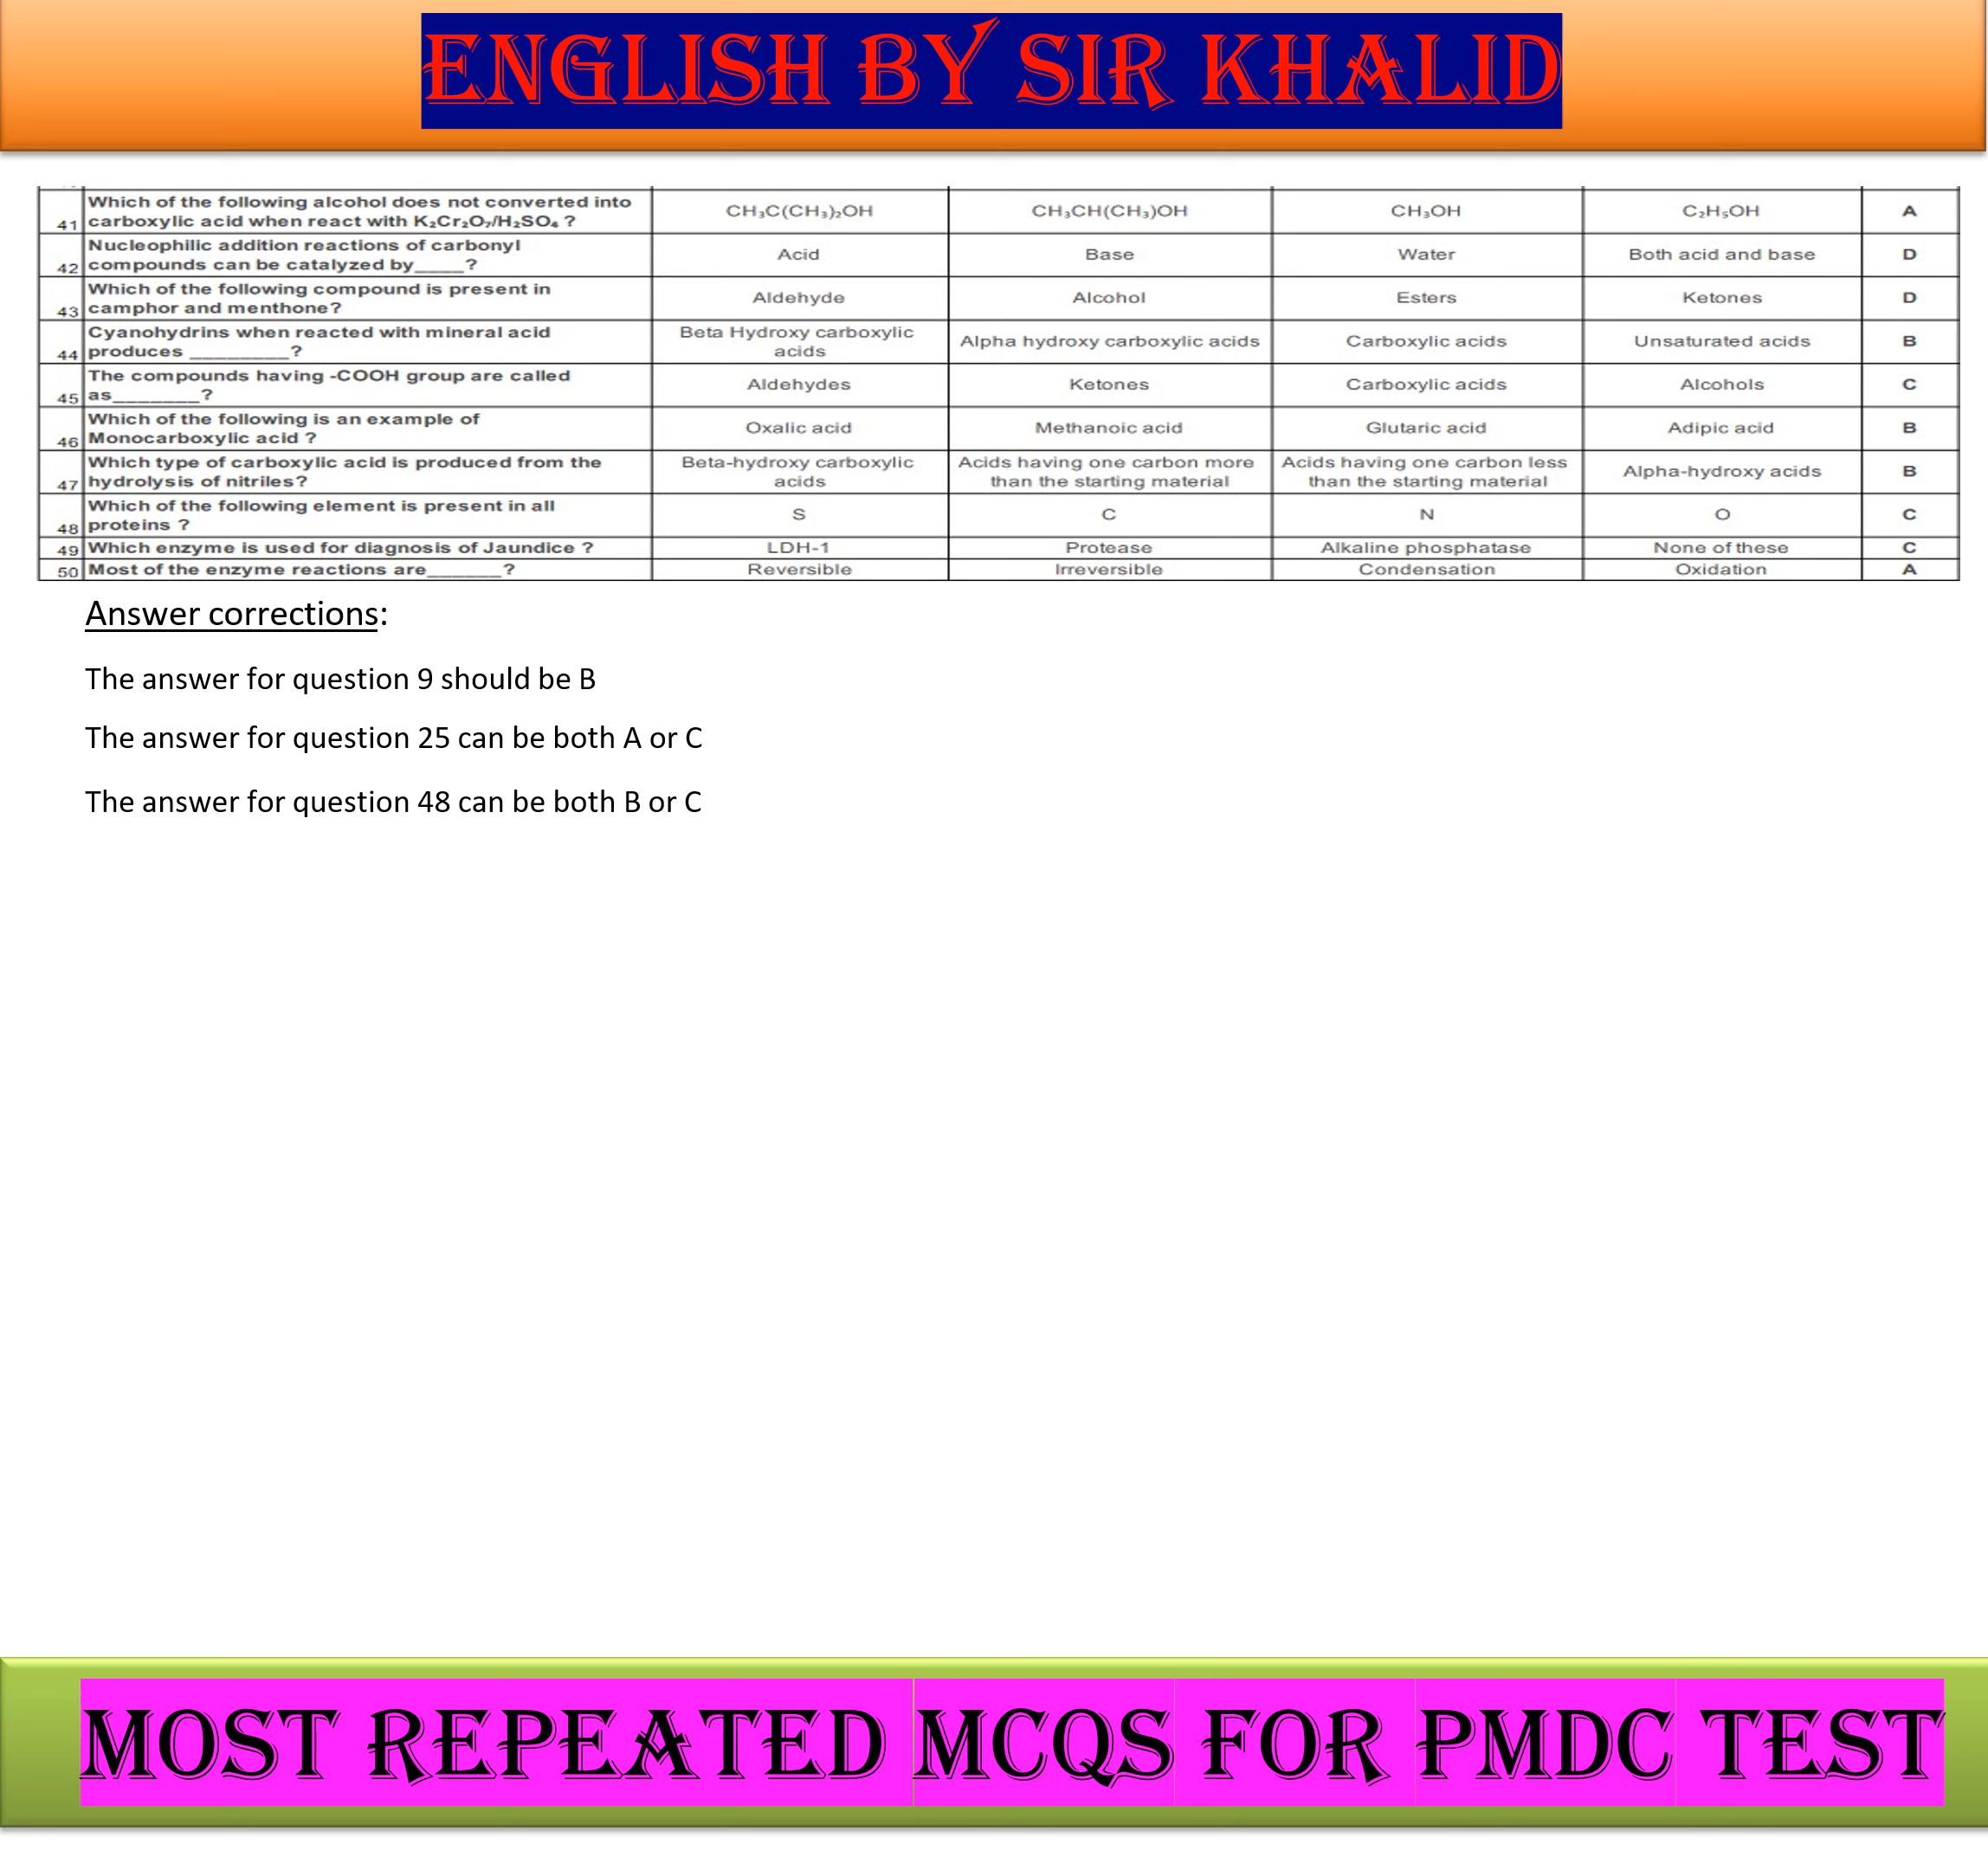 ENGLISH BY SIR KHALID
41 Which of the following alcohol does not converted into carboxylic acid when react with K₂Cr₂O₇/H₂SO₄ ? CH₃C(CH₃)₂OH CH₃CH(CH₃)OH CH₃OH C₂H₅OH A
42 Nucleophilic addition reactions of carbonyl compounds can be catalyzed by____? Acid Base Water Both acid and base D
43 Which of the following compound is present in camphor and menthone? Aldehyde Alcohol Esters Ketones D
44 Cyanohydrins when reacted with mineral acid produces ________? Beta Hydroxy carboxylic acids Alpha hydroxy carboxylic acids Carboxylic acids Unsaturated acids B
45 The compounds having -COOH group are called as_______? Aldehydes Ketones Carboxylic acids Alcohols C
46 Which of the following is an example of Monocarboxylic acid ? Oxalic acid Methanoic acid Glutaric acid Adipic acid B
47 Which type of carboxylic acid is produced from the hydrolysis of nitriles? Beta-hydroxy carboxylic acids Acids having one carbon more than the starting material Acids having one carbon less than the starting material Alpha-hydroxy acids B
48 Which of the following element is present in all proteins ? S C N O C
49 Which enzyme is used for diagnosis of Jaundice ? LDH-1 Protease Alkaline phosphatase None of these C
50 Most of the enzyme reactions are______? Reversible Irreversible Condensation Oxidation A
Answer corrections:
The answer for question 9 should be B
The answer for question 25 can be both A or C
The answer for question 48 can be both B or C
MOST REPEATED MCQS FOR PMDC TEST